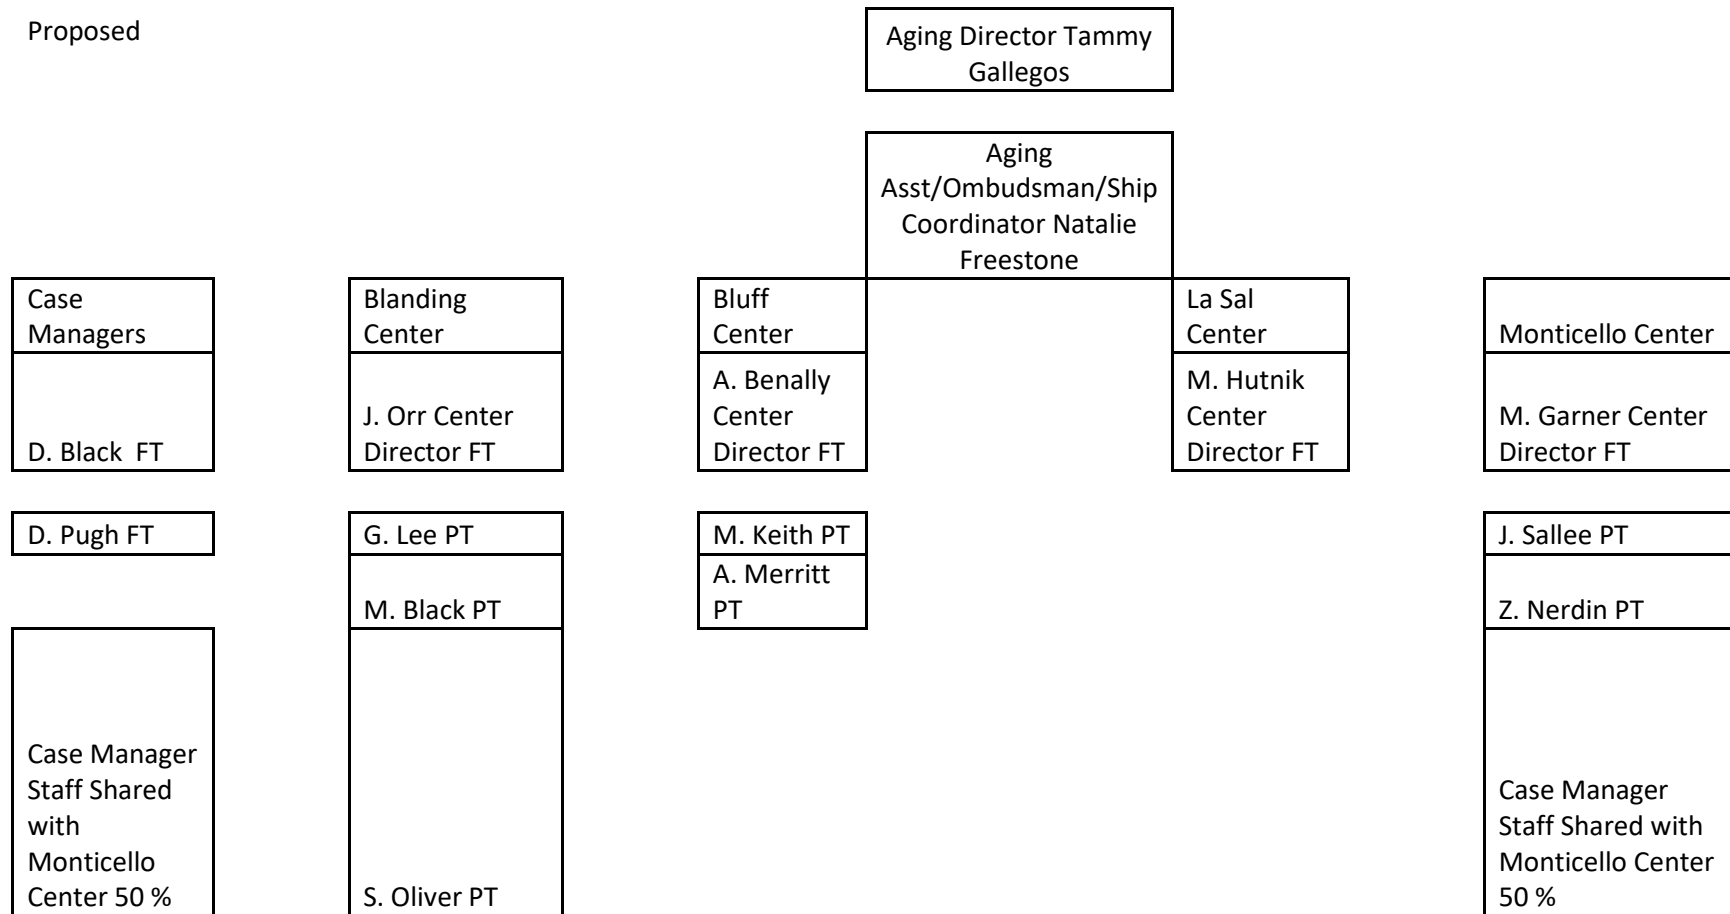 Proposed
Aging Director Tammy
Gallegos
Aging
Asst/Ombudsman/Ship
Coordinator Natalie
Freestone
Case
Managers
Blanding
Center
Bluff
Center
La Sal
Center
Monticello Center
D. Black  FT
J. Orr Center
Director FT
A. Benally
Center
Director FT
M. Hutnik
Center
Director FT
M. Garner Center
Director FT
D. Pugh FT
G. Lee PT
M. Keith PT
J. Sallee PT
M. Black PT
A. Merritt
PT
Z. Nerdin PT
Case Manager
Staff Shared
with
Monticello
Center 50 %
S. Oliver PT
Case Manager
Staff Shared with
Monticello Center
50 %